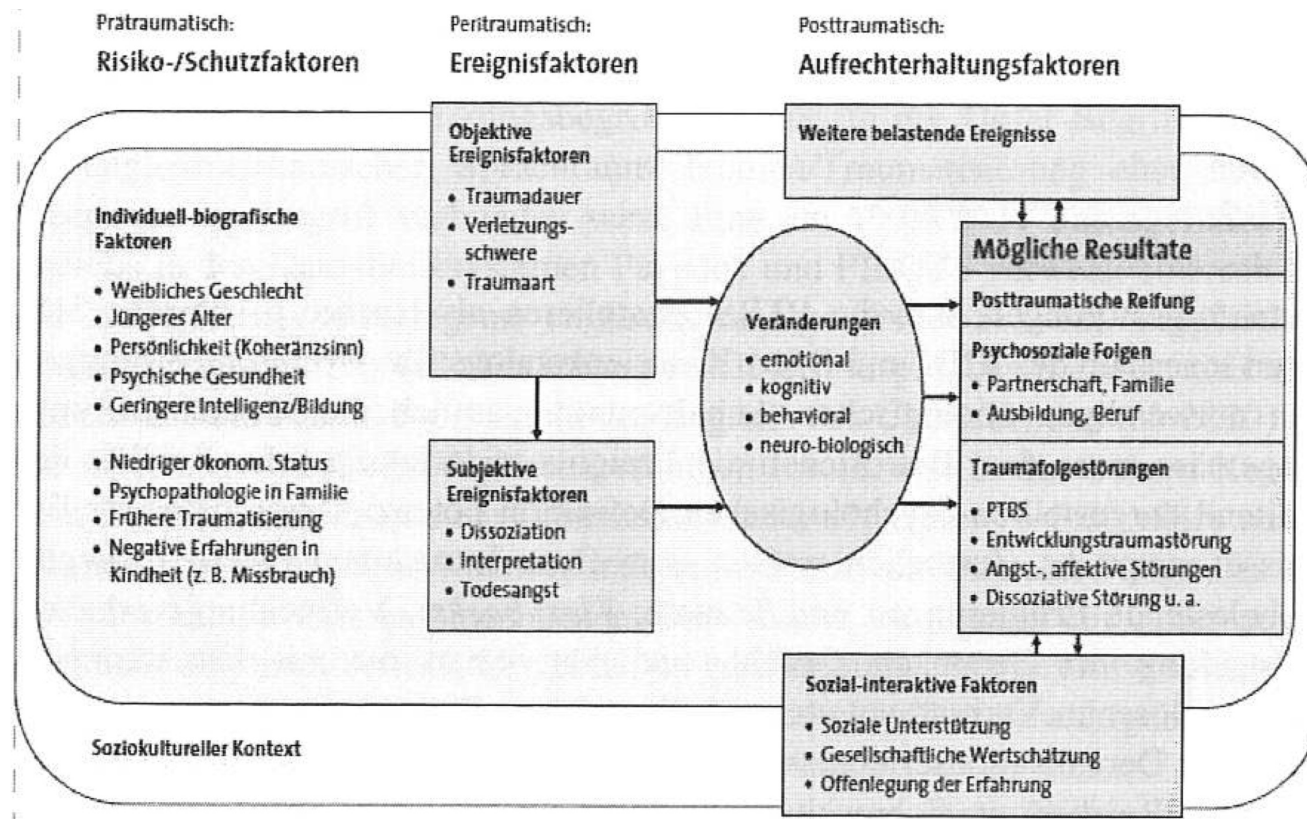 Prätraumatisch:
Risiko-/Schutzfaktoren
Peritraumatisch:
Ereignisfaktoren
Posttraumatisch:
Aufrechterhaltungsfaktoren
Individuell-biografische
Faktoren
• Weibliches Geschlecht
• Jüngeres Alter
• Persönlichkeit (Kohäranzsinn)
• Psychische Gesundheit
• Geringere Intelligenz/Bildung
• Niedriger ökonom. Status
• Psychopathologie in Familie
• Frühere Traumatisierung
• Negative Erfahrungen in
Kindheit (z. B. Missbrauch)
Objektive
Ereignisfaktoren
• Traumadauer
• Verletzungs-
schwere
• Traumaart
Subjektive
Ereignisfaktoren
• Dissoziation
• Interpretation
• Todesangst
Veränderungen
• emotional
• kognitiv
• behavioral
• neuro-biologisch
Weitere belastende Ereignisse
Mögliche Resultate
Posttraumatische Reifung
Psychosoziale Folgen
• Partnerschaft, Familie
• Ausbildung, Beruf
Traumafolgestörungen
• PTBS
• Entwicklungstraumastörung
• Angst-, affektive Störungen
• Dissoziative Störung u. a.
Sozial-interaktive Faktoren
• Soziale Unterstützung
• Gesellschaftliche Wertschätzung
• Offenlegung der Erfahrung
Soziokultureller Kontext